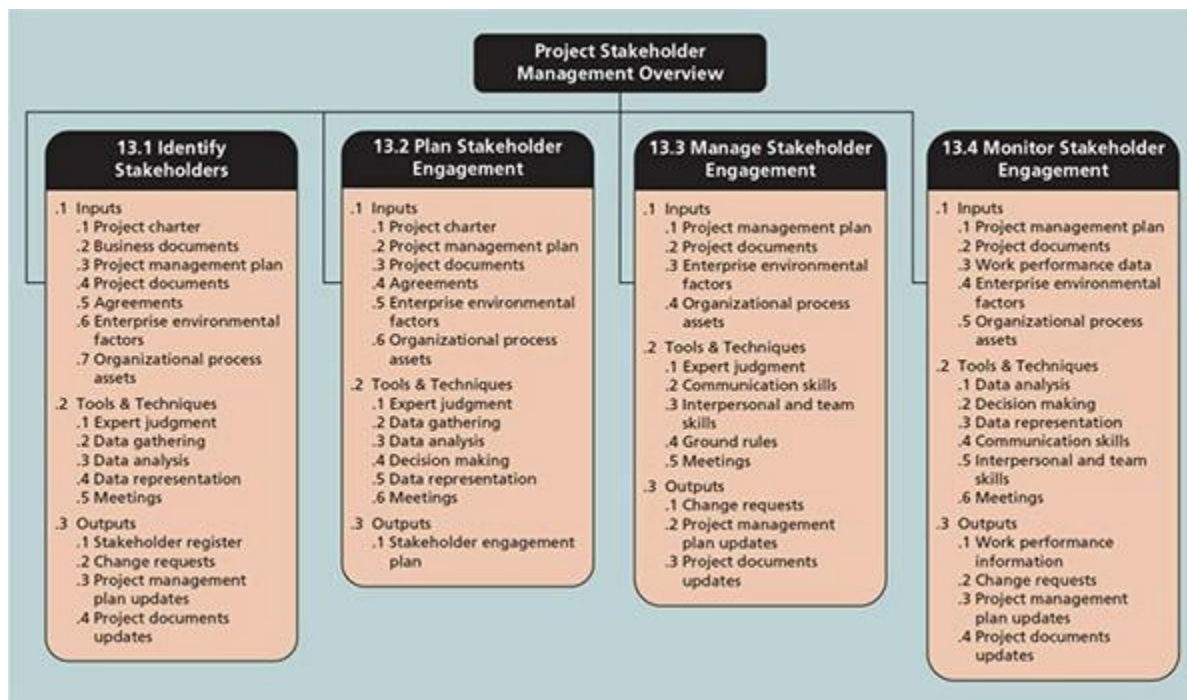 Project Stakeholder
Management Overview
13.1 Identify
Stakeholders
.1 Inputs
.1 Project charter
.2 Business documents
.3 Project management plan
.4 Project documents
.5 Agreements
.6 Enterprise environmental
factors
.7 Organizational process
assets
.2 Tools & Techniques
.1 Expert judgment
.2 Data gathering
.3 Data analysis
.4 Data representation
.5 Meetings
.3 Outputs
.1 Stakeholder register
.2 Change requests
.3 Project management
plan updates
.4 Project documents
updates
13.2 Plan Stakeholder
Engagement
.1 Inputs
.1 Project charter
.2 Project management plan
.3 Project documents
.4 Agreements
.5 Enterprise environmental
factors
.6 Organizational process
assets
.2 Tools & Techniques
.1 Expert judgment
.2 Data gathering
.3 Data analysis
.4 Decision making
.5 Data representation
.6 Meetings
.3 Outputs
.1 Stakeholder engagement
plan
13.3 Manage Stakeholder
Engagement
.1 Inputs
.1 Project management plan
.2 Project documents
.3 Enterprise environmental
factors
.4 Organizational process
assets
.2 Tools & Techniques
.1 Expert judgment
.2 Communication skills
.3 Interpersonal and team
skills
.4 Ground rules
.5 Meetings
.3 Outputs
.1 Change requests
.2 Project management
plan updates
.3 Project documents
updates
13.4 Monitor Stakeholder
Engagement
.1 Inputs
.1 Project management plan
.2 Project documents
.3 Work performance data
.4 Enterprise environmental
factors
.5 Organizational process
assets
.2 Tools & Techniques
.1 Data analysis
.2 Decision making
.3 Data representation
.4 Communication skills
.5 Interpersonal and team
skills
.6 Meetings
.3 Outputs
.1 Work performance
information
.2 Change requests
.3 Project management
plan updates
.4 Project documents
updates